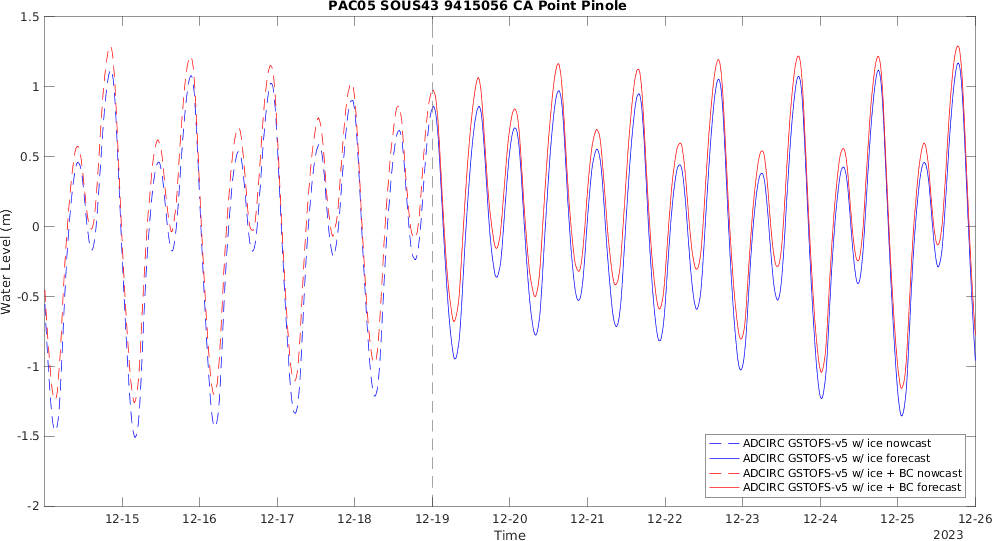 PAC05 SOUS43 9415056 CA Point Pinole
1.5
1
0.5
0
-0.5
-1
-1.5
-2
Water Level (m)
12-15 12-16 12-17 12-18 12-19 12-20 12-21 12-22 12-23 12-24 12-25 12-26
Time
2023
ADCIRC GSTOFS-v5 w/ ice nowcast
ADCIRC GSTOFS-v5 w/ ice forecast
ADCIRC GSTOFS-v5 w/ ice + BC nowcast
ADCIRC GSTOFS-v5 w/ ice + BC forecast